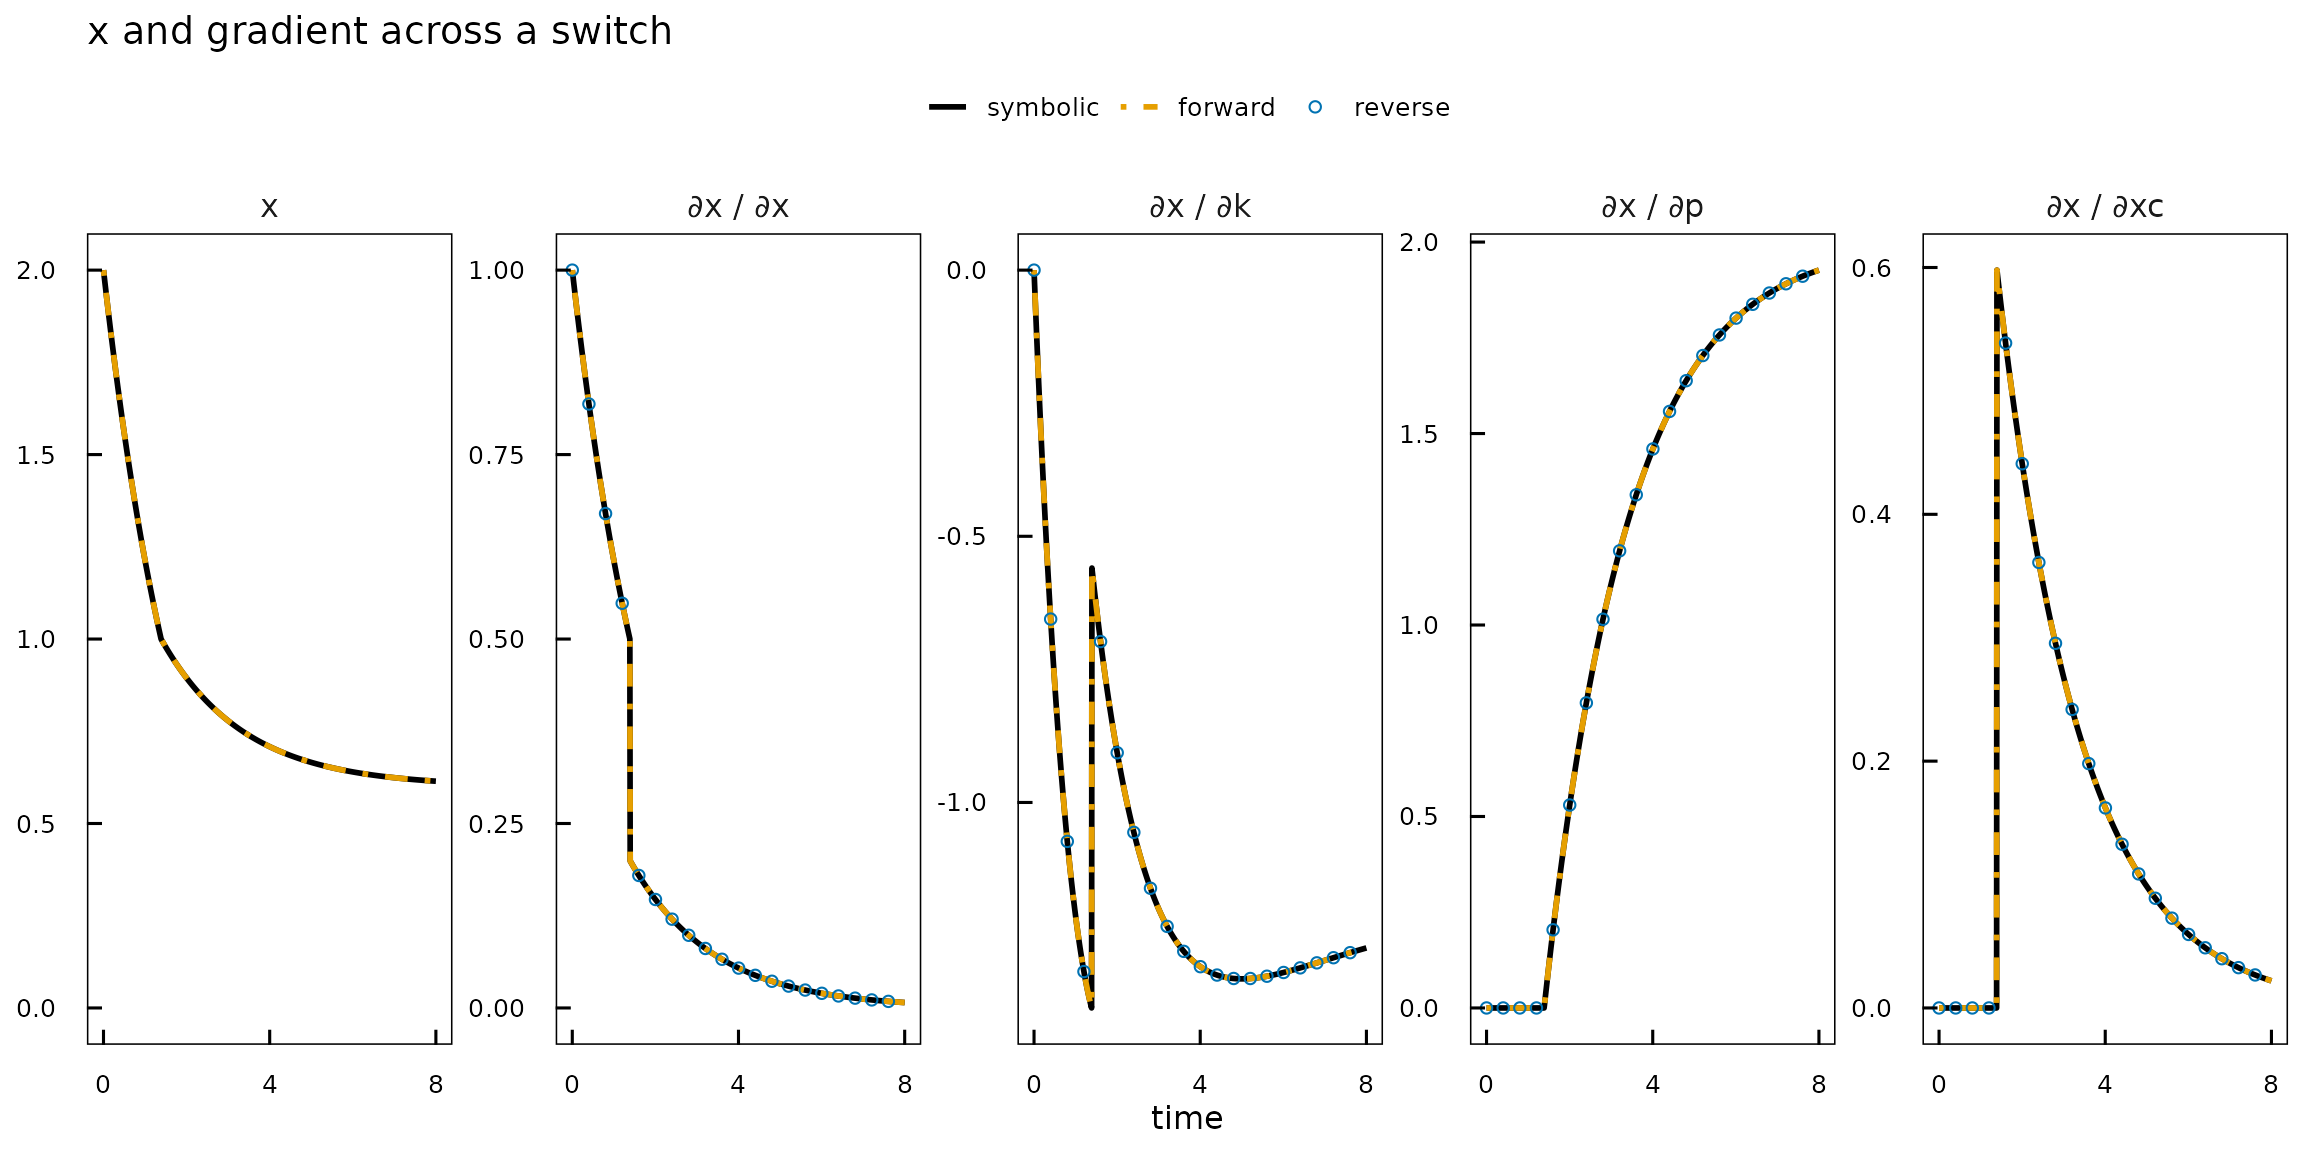 x and gradient across a switch
symbolic forward reverse
x
∂x / ∂x
∂x / ∂k
∂x / ∂p
∂x / ∂xc
2.0
1.5
1.0
0.5
0.0
1.00
0.75
0.50
0.25
0.00
0.0
-0.5
-1.0
2.0
1.5
1.0
0.5
0.0
0.6
0.4
0.2
0.0
0 4 8
0 4 8
0 4 8
0 4 8
0 4 8
time